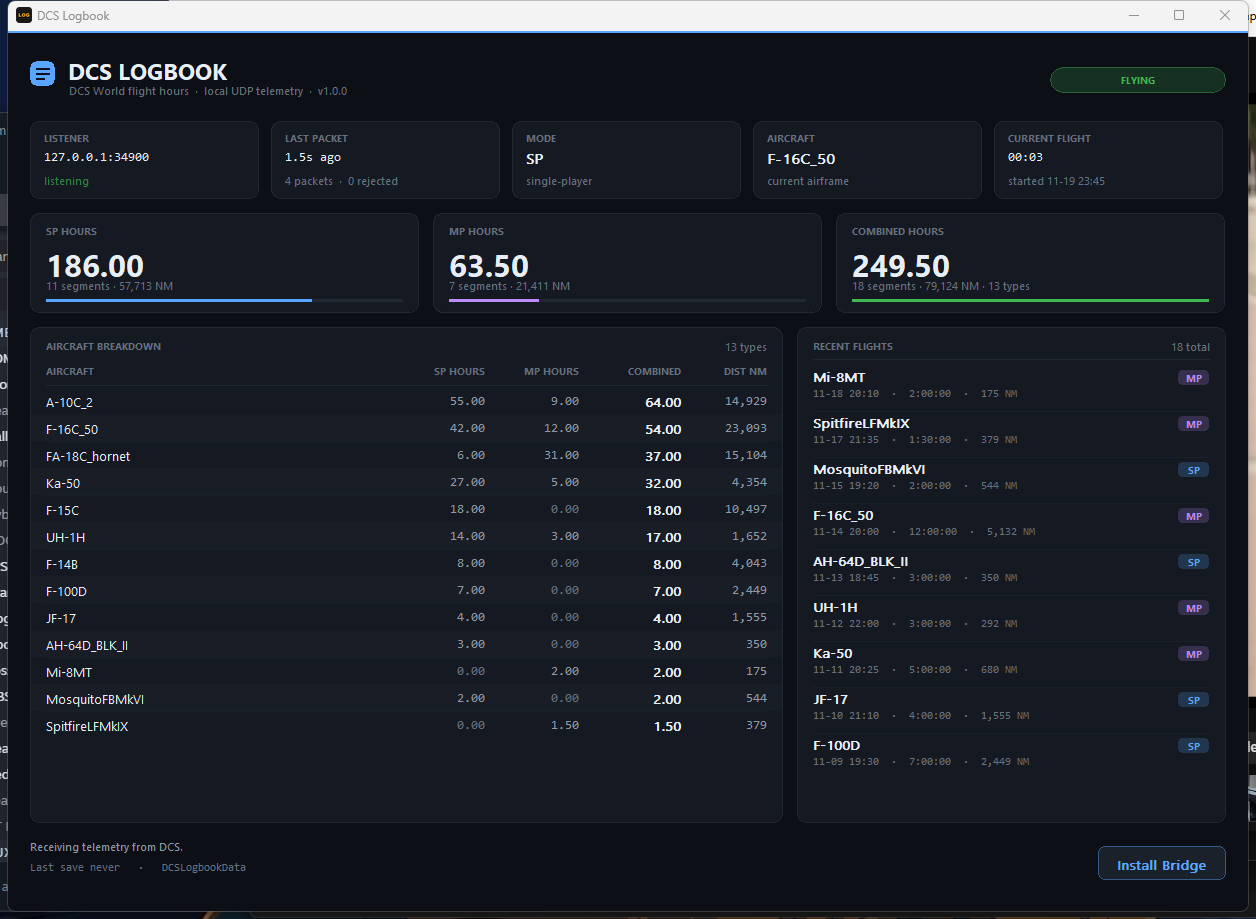 LOG DCS Logbook
DCS LOGBOOK
DCS World flight hours · local UDP telemetry · v1.0.0
FLYING
LISTENER
127.0.0.1:34900
listening
LAST PACKET
1.5s ago
4 packets · 0 rejected
MODE
SP
single-player
AIRCRAFT
F-16C_50
current airframe
CURRENT FLIGHT
00:03
started 11-19 23:45
SP HOURS
186.00
11 segments · 57,713 NM
MP HOURS
63.50
7 segments · 21,411 NM
COMBINED HOURS
249.50
18 segments · 79,124 NM · 13 types
AIRCRAFT BREAKDOWN 13 types
AIRCRAFT SP HOURS MP HOURS COMBINED DIST NM
A-10C_2 55.00 9.00 64.00 14,929
F-16C_50 42.00 12.00 54.00 23,093
FA-18C_hornet 6.00 31.00 37.00 15,104
Ka-50 27.00 5.00 32.00 4,354
F-15C 18.00 0.00 18.00 10,497
UH-1H 14.00 3.00 17.00 1,652
F-14B 8.00 0.00 8.00 4,043
F-100D 7.00 0.00 7.00 2,449
JF-17 4.00 0.00 4.00 1,555
AH-64D_BLK_II 3.00 0.00 3.00 350
Mi-8MT 0.00 2.00 2.00 175
MosquitoFBMkVI 2.00 0.00 2.00 544
SpitfireLFMkIX 0.00 1.50 1.50 379
RECENT FLIGHTS 18 total
Mi-8MT MP
11-18 20:10 · 2:00:00 · 175 NM
SpitfireLFMkIX MP
11-17 21:35 · 1:30:00 · 379 NM
MosquitoFBMkVI SP
11-15 19:20 · 2:00:00 · 544 NM
F-16C_50 MP
11-14 20:00 · 12:00:00 · 5,132 NM
AH-64D_BLK_II SP
11-13 18:45 · 3:00:00 · 350 NM
UH-1H MP
11-12 22:00 · 3:00:00 · 292 NM
Ka-50 MP
11-11 20:25 · 5:00:00 · 680 NM
JF-17 SP
11-10 21:10 · 4:00:00 · 1,555 NM
F-100D SP
11-09 19:30 · 7:00:00 · 2,449 NM
Receiving telemetry from DCS.
Last save never · DCSLogbookData
Install Bridge